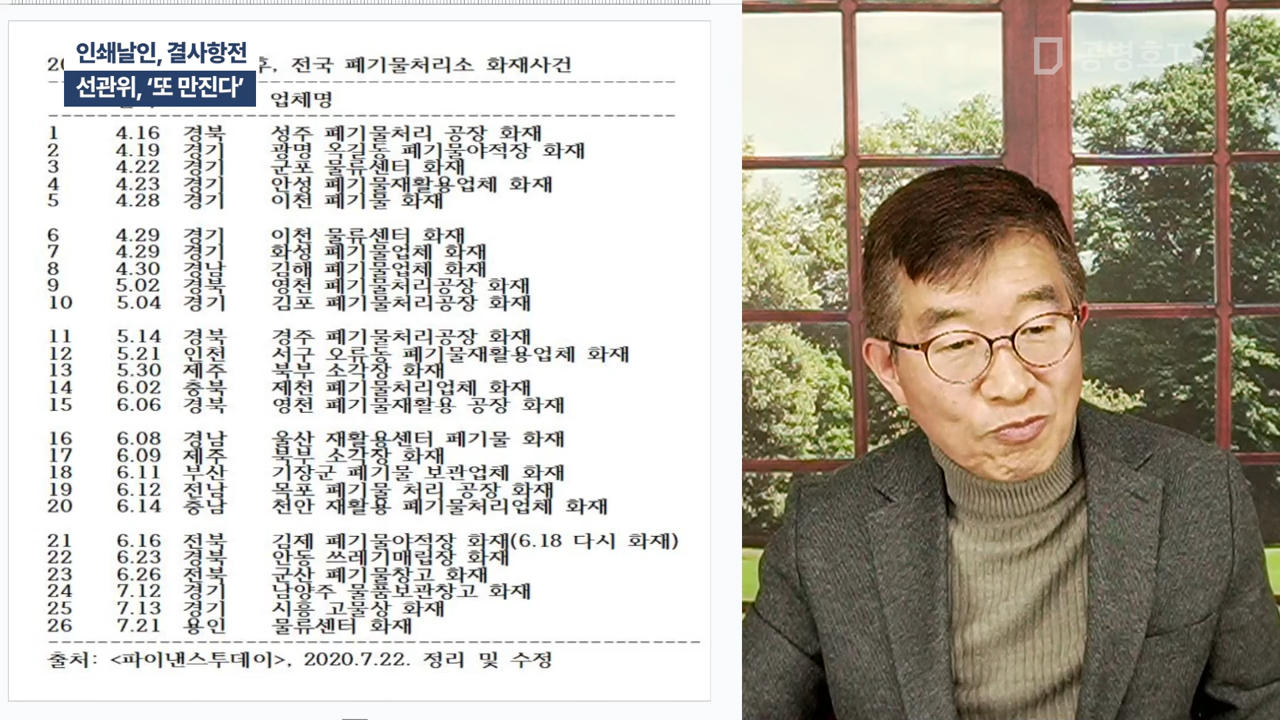 인쇄날인, 결사항전
선관위, ‘또 만진다’
공병호TV
20 후, 전국 폐기물처리소 화재사건
업체명
1 4.16 경북 성주 폐기물처리 공장 화재
2 4.19 경기 광명 옥길동 폐기물야적장 화재
3 4.22 경기 군포 물류센터 화재
4 4.23 경기 안성 폐기물재활용업체 화재
5 4.28 경기 이천 폐기물 화재
6 4.29 경기 이천 물류센터 화재
7 4.29 경기 화성 폐기물업체 화재
8 4.30 경남 김해 폐기물업체 화재
9 5.02 경북 영천 폐기물처리공장 화재
10 5.04 경기 김포 폐기물처리공장 화재
11 5.14 경북 경주 폐기물처리공장 화재
12 5.21 인천 서구 오류동 폐기물재활용업체 화재
13 5.30 제주 북부 소각장 화재
14 6.02 충북 제천 폐기물처리업체 화재
15 6.06 경북 영천 폐기물재활용 공장 화재
16 6.08 경남 울산 재활용센터 폐기물 화재
17 6.09 제주 북부 소각장 화재
18 6.11 부산 기장군 폐기물 보관업체 화재
19 6.12 전남 목포 폐기물 처리 공장 화재
20 6.14 충남 천안 재활용 폐기물처리업체 화재
21 6.16 전북 김제 폐기물야적장 화재(6.18 다시 화재)
22 6.23 경북 안동 쓰레기매립장 화재
23 6.26 전북 군산 폐기물창고 화재
24 7.12 경기 남양주 물품보관창고 화재
25 7.13 경기 시흥 고물상 화재
26 7.21 용인 물류센터 화재
출처: <파이낸스투데이>, 2020.7.22. 정리 및 수정